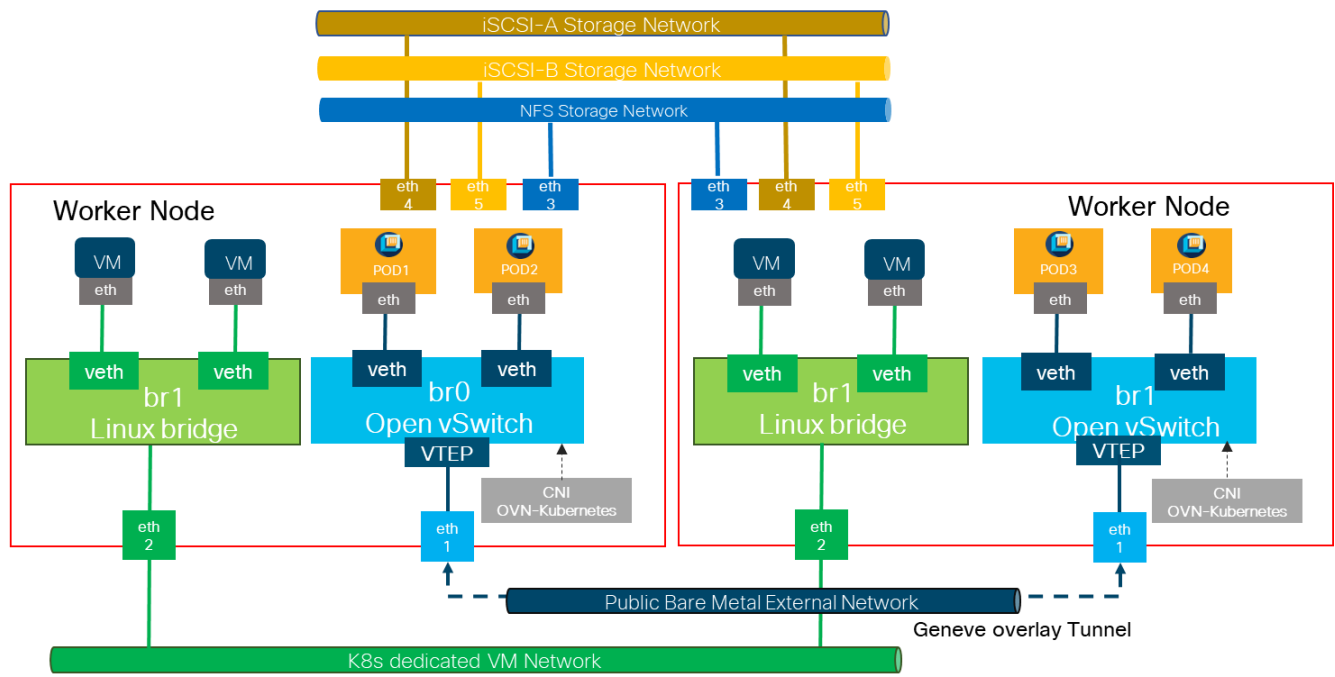 iSCSI-A Storage Network
iSCSI-B Storage Network
NFS Storage Network
Worker Node
eth
4
eth
5
eth
3
VM
eth
VM
eth
POD1
eth
POD2
eth
veth
veth
br1
Linux bridge
veth
veth
br0
Open vSwitch
VTEP
CNI
OVN-Kubernetes
eth
2
eth
1
Worker Node
eth
3
eth
4
eth
5
VM
eth
VM
eth
POD3
eth
POD4
eth
veth
veth
br1
Linux bridge
veth
veth
br1
Open vSwitch
VTEP
CNI
OVN-Kubernetes
eth
2
eth
1
Public Bare Metal External Network
Geneve overlay Tunnel
K8s dedicated VM Network